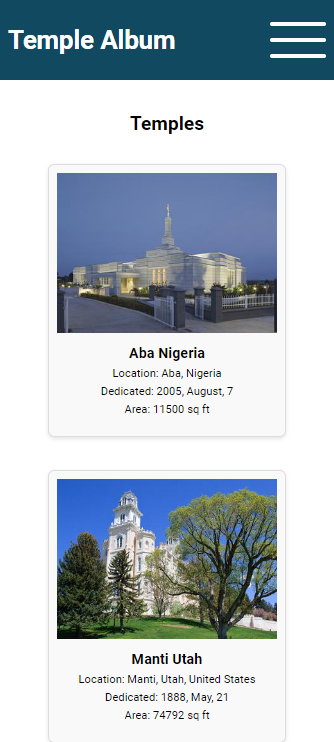 Temple Album
Temples
Aba Nigeria
Location: Aba, Nigeria
Dedicated: 2005, August, 7
Area: 11500 sq ft
Manti Utah
Location: Manti, Utah, United States
Dedicated: 1888, May, 21
Area: 74792 sq ft